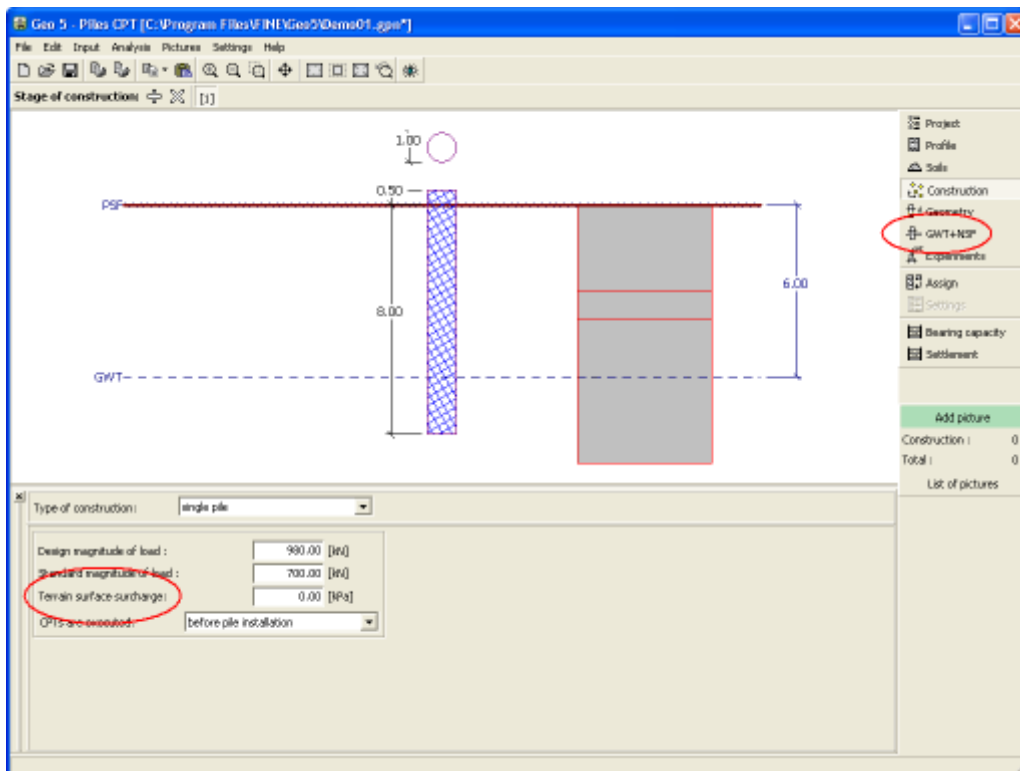 Geo 5 - Piles CPT [C:\Program Files\FINE\Geo5\Demo01.gpn*]
File Edit Input Analysis Pictures Settings Help
Stage of construction: [1]
1.00
0.50
PSF
6.00
8.00
GWT
Project
Profile
Soils
Construction
Geometry
GWT+NSF
Experiments
Assign
Settings
Bearing capacity
Settlement
Add picture
Construction : 0
Total : 0
List of pictures
Type of construction: single pile
Design magnitude of load : 980.00 [kN]
Standard magnitude of load : 700.00 [kN]
Terrain surface surcharge: 0.00 [kPa]
CPTs are executed: before pile installation